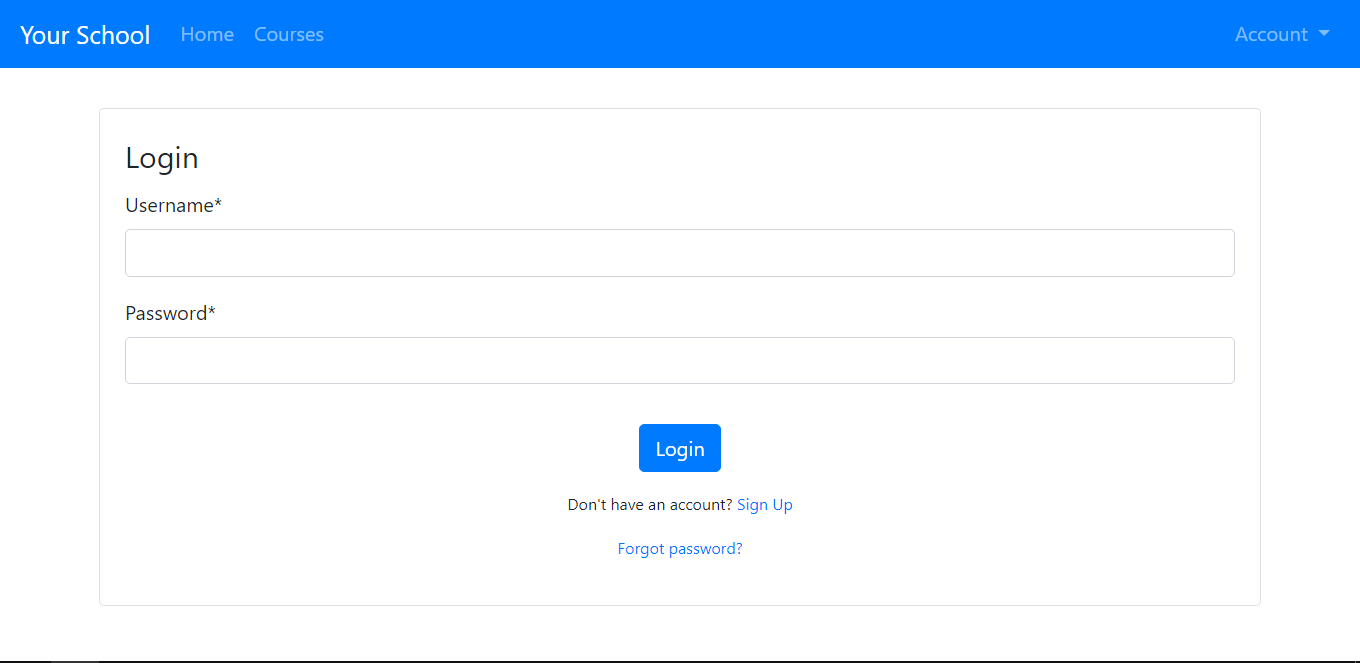 Your School Home Courses Account
Login
Username*
Password*
Login
Don't have an account? Sign Up
Forgot password?